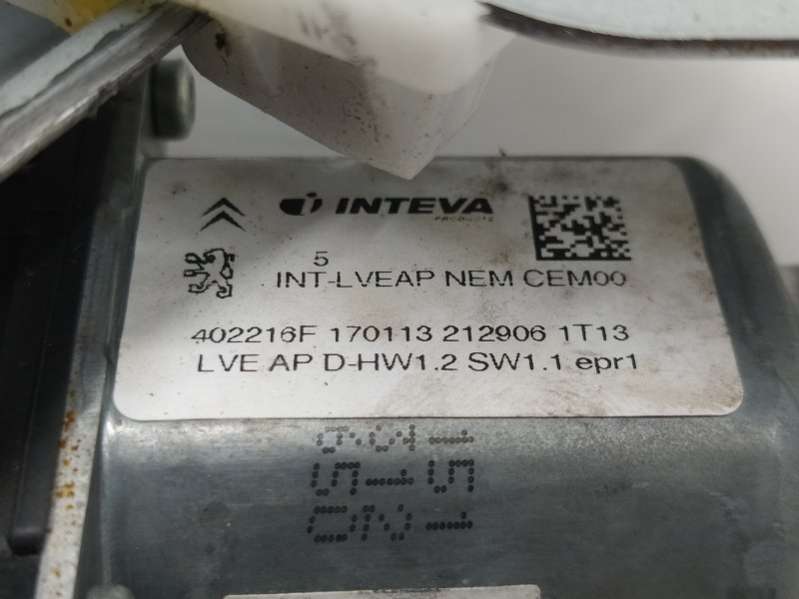 INTEVA
PRODUCTS
5
INT-LVEAP NEM CEM00
402216F 170113 212906 1T13
LVE AP D-HW1.2 SW1.1 epr1